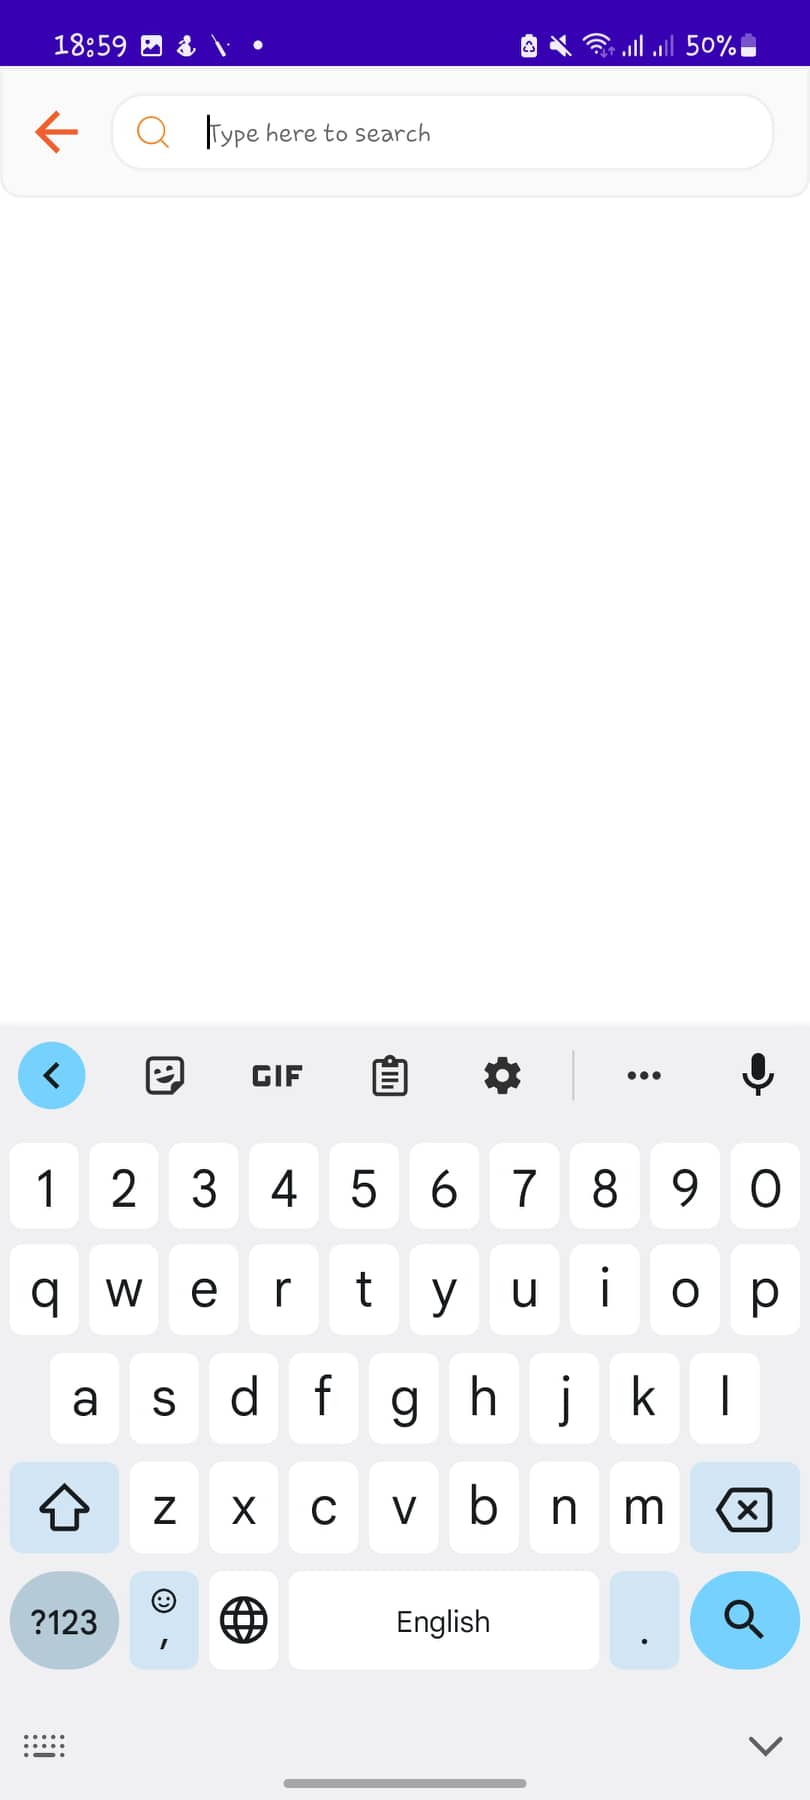 18:59
50%
Type here to search
GIF
1 2 3 4 5 6 7 8 9 0
q w e r t y u i o p
a s d f g h j k l
z x c v b n m
?123 , English .